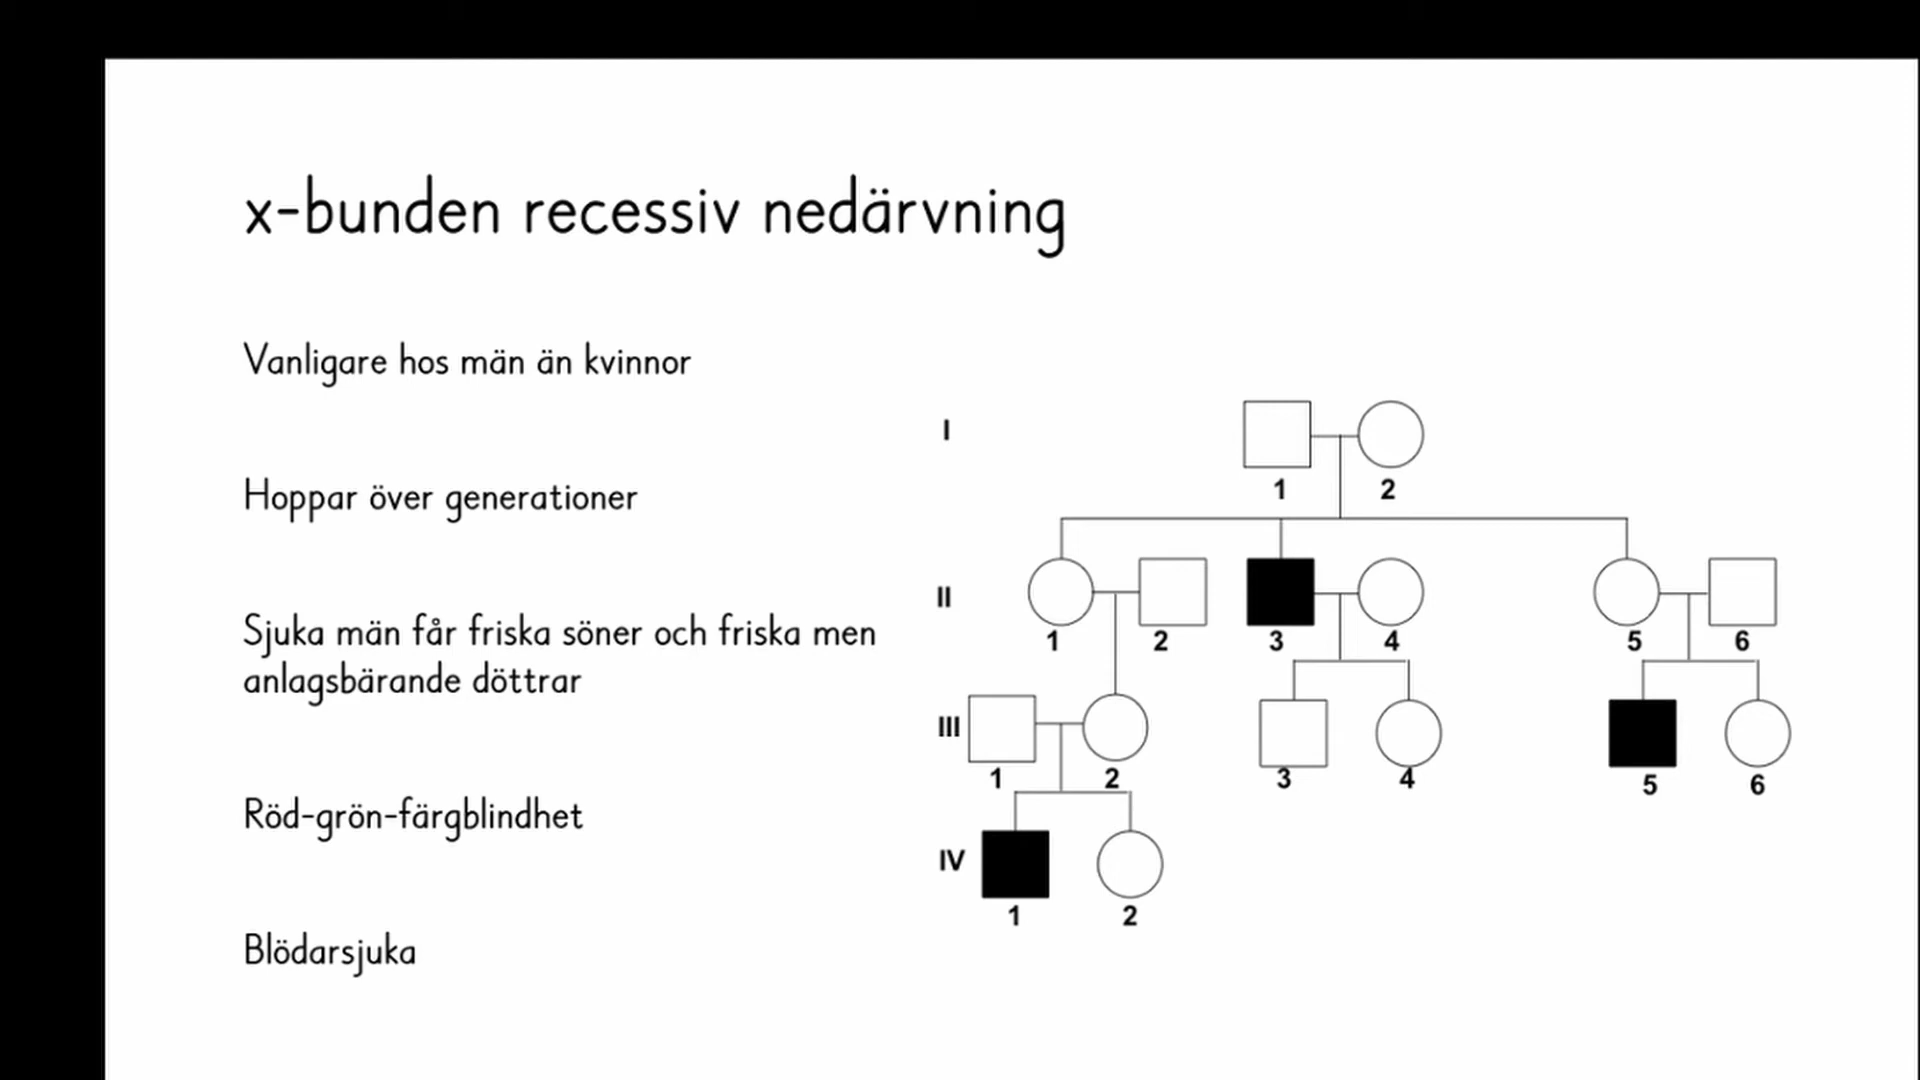 x-bunden recessiv nedärvning
Vanligare hos män än kvinnor
Hoppar över generationer
Sjuka män får friska söner och friska men
anlagsbärande döttrar
Röd-grön-färgblindhet
Blödarsjuka
I
1 2
II
1 2 3 4 5 6
III
1 2 3 4 5 6
IV
1 2